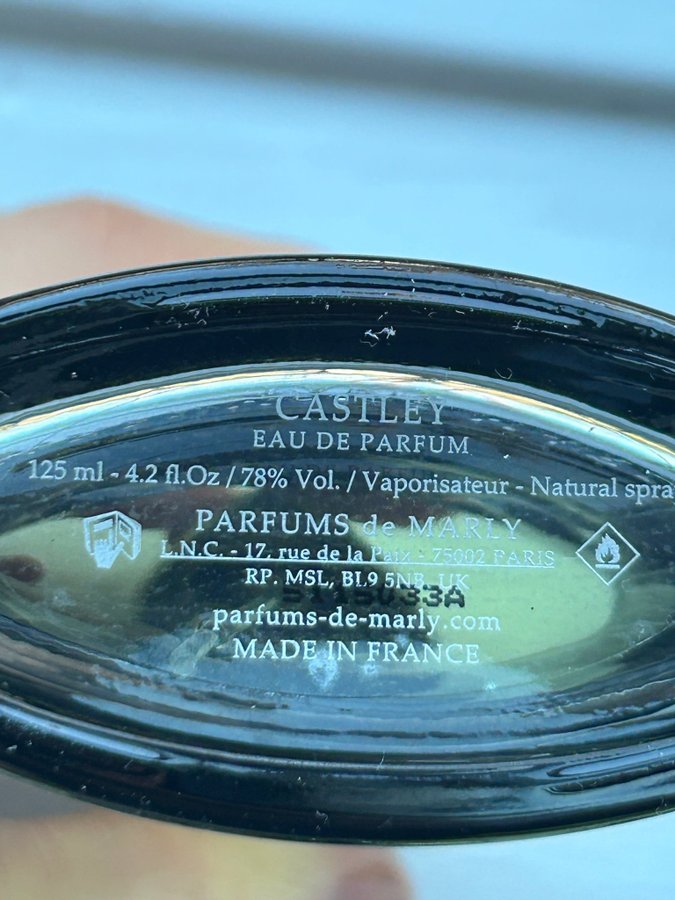 CASTLEY
EAU DE PARFUM
125 ml - 4.2 fl.Oz / 78% Vol. / Vaporisateur - Natural spra
PARFUMS de MARLY
L.N.C. - 17, rue de la Paix - 75002 PARIS
RP. MSL, BL9 5NB, UK
parfums-de-marly.com
MADE IN FRANCE